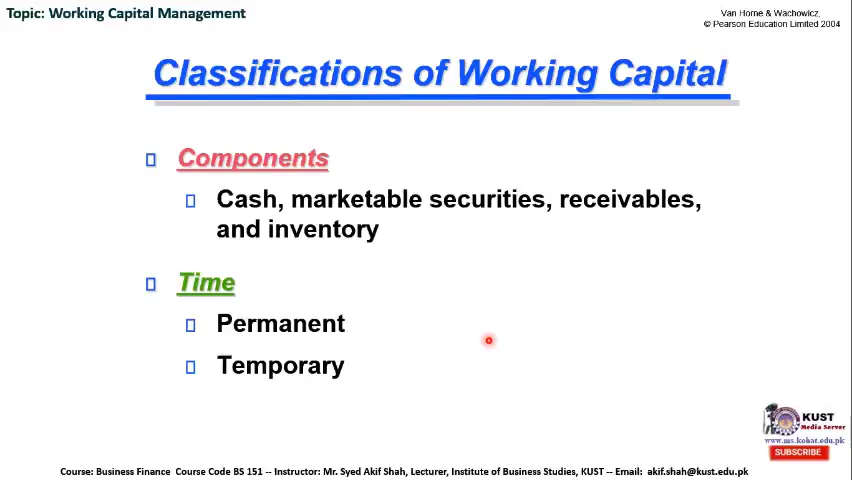 Topic: Working Capital Management
Van Horne & Wachowicz,
© Pearson Education Limited 2004
Classifications of Working Capital
Components
Cash, marketable securities, receivables,
and inventory
Time
Permanent
Temporary
KUST
Media Server
www.ms.kohat.edu.pk
SUBSCRIBE
Course: Business Finance Course Code BS 151 -- Instructor: Mr. Syed Akif Shah, Lecturer, Institute of Business Studies, KUST -- Email: akif.shah@kust.edu.pk